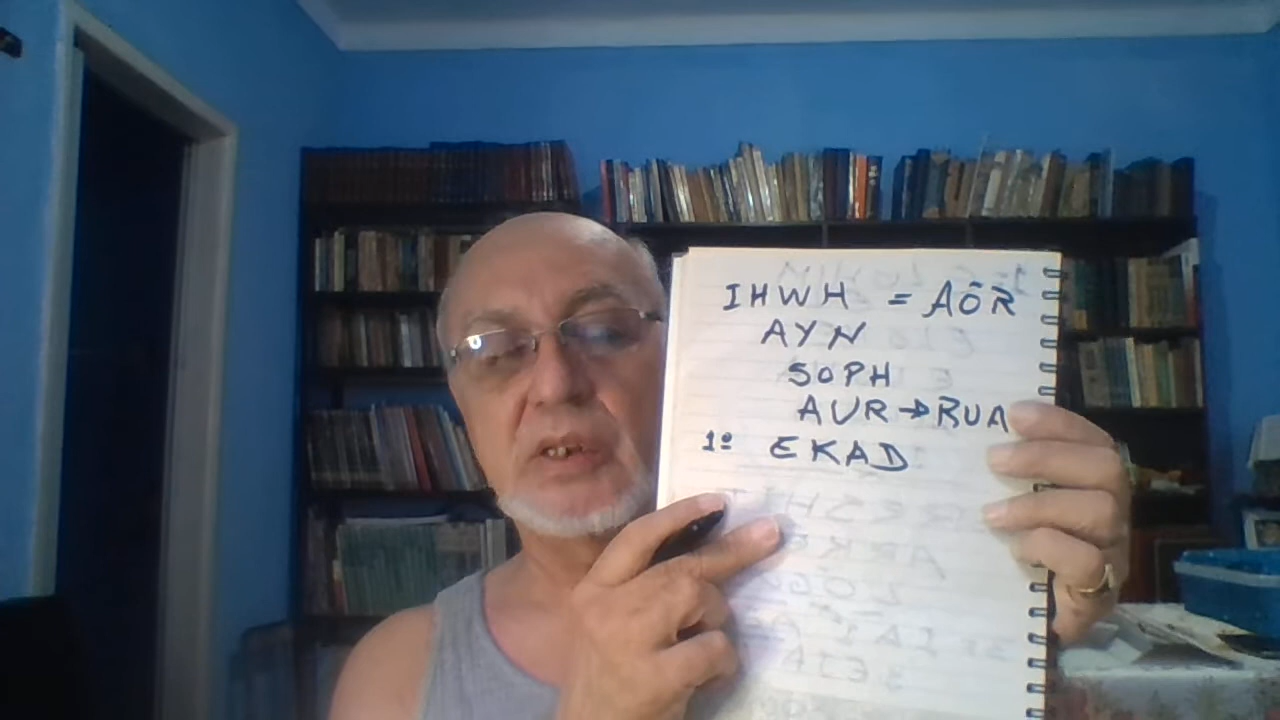 IHWH = AÔR
AYN
SOPH
AUR → RUA
1º EKAD